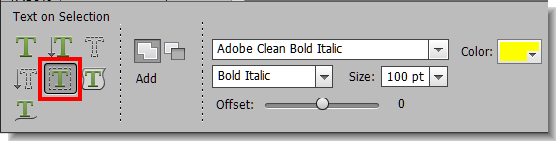 Text on Selection
T T T
T T T
T
Add
Adobe Clean Bold Italic
Color:
Bold Italic
Size: 100 pt
Offset: 0